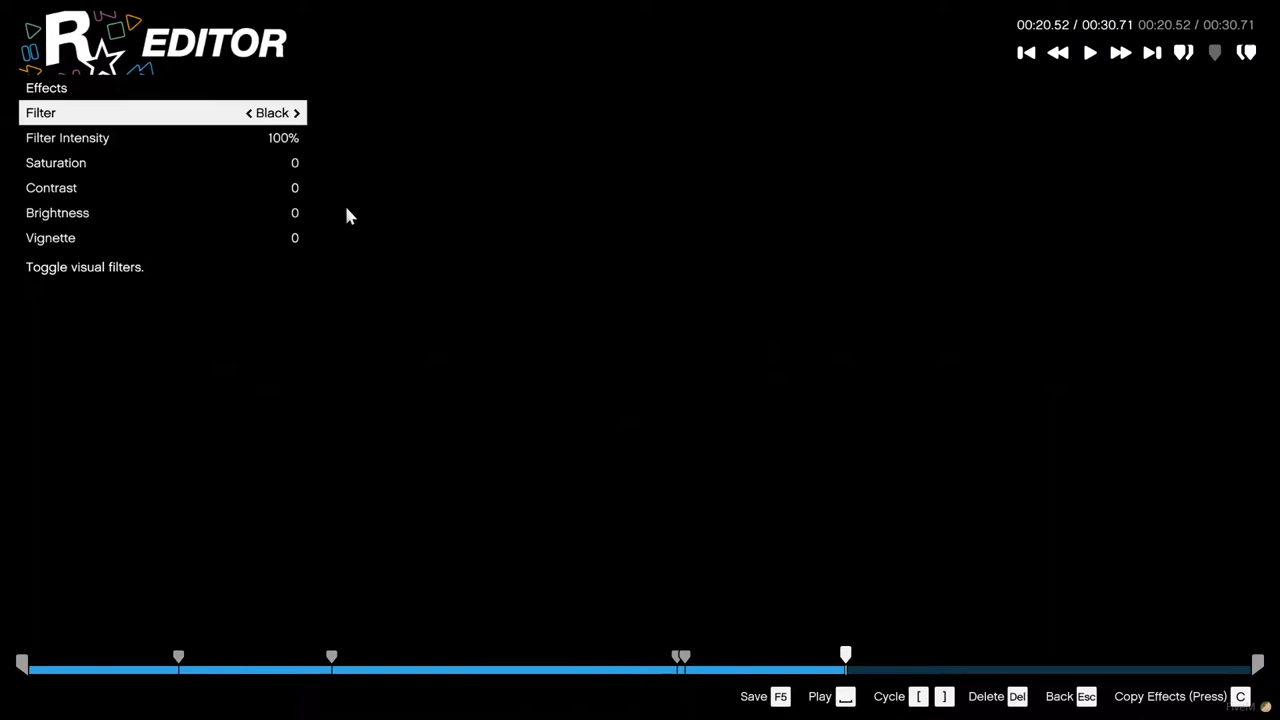 R EDITOR
00:20.52 / 00:30.71 00:20.52 / 00:30.71
Effects
Filter < Black >
Filter Intensity 100%
Saturation 0
Contrast 0
Brightness 0
Vignette 0
Toggle visual filters.
Save F5 Play Cycle [ ] Delete Del Back Esc Copy Effects (Press) C
FiveM